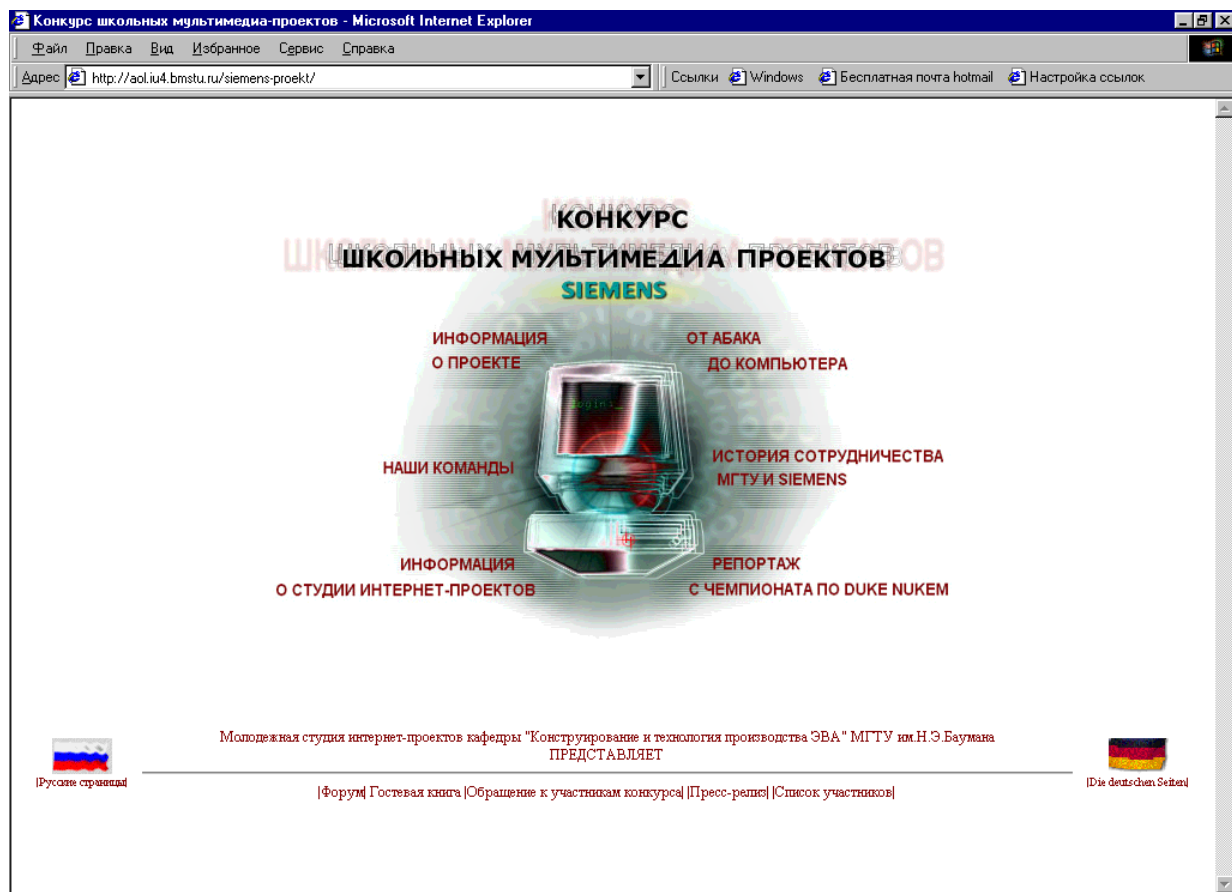 Конкурс школьных мультимедиа-проектов - Microsoft Internet Explorer
Файл Правка Вид Избранное Сервис Справка
Адрес http://aol.iu4.bmstu.ru/siemens-proekt/ Ссылки Windows Бесплатная почта hotmail Настройка ссылок
КОНКУРС
ШКОЛЬНЫХ МУЛЬТИМЕДИА ПРОЕКТОВ
SIEMENS
ИНФОРМАЦИЯ
О ПРОЕКТЕ
ОТ АБАКА
ДО КОМПЬЮТЕРА
login:_
НАШИ КОМАНДЫ
ИСТОРИЯ СОТРУДНИЧЕСТВА
МГТУ И SIEMENS
ИНФОРМАЦИЯ
О СТУДИИ ИНТЕРНЕТ-ПРОЕКТОВ
РЕПОРТАЖ
С ЧЕМПИОНАТА ПО DUKE NUKEM
Молодежная студия интернет-проектов кафедры "Конструирование и технология производства ЭВА" МГТУ им.Н.Э.Баумана
ПРЕДСТАВЛЯЕТ
|Русские страницы|
|Die deutschen Seiten|
|Форум| Гостевая книга |Обращение к участникам конкурса| |Пресс-релиз| |Список участников|